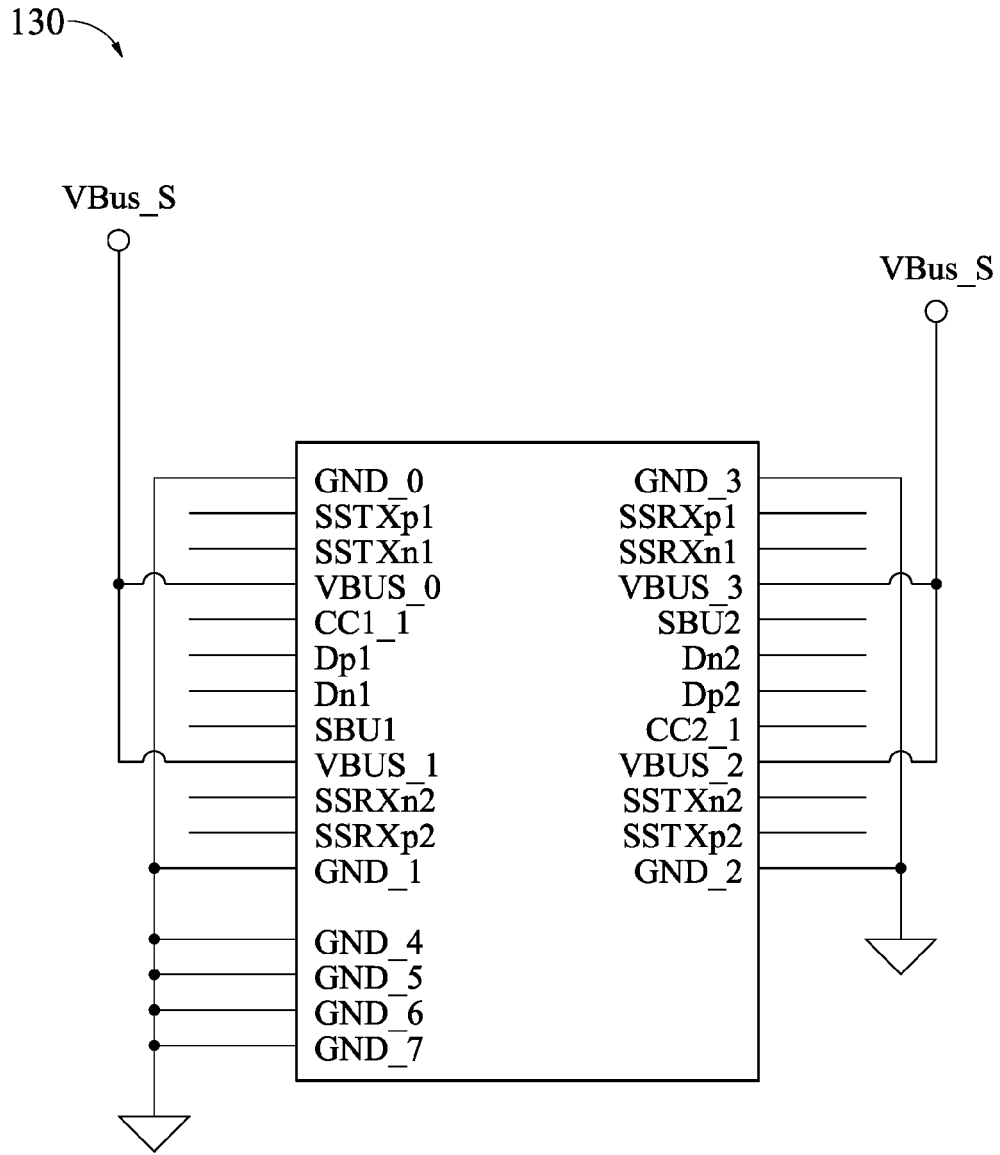 130
VBus_S
VBus_S
GND_0
SSTXp1
SSTXn1
VBUS_0
CC1_1
Dp1
Dn1
SBU1
VBUS_1
SSRXn2
SSRXp2
GND_1
GND_4
GND_5
GND_6
GND_7
GND_3
SSRXp1
SSRXn1
VBUS_3
SBU2
Dn2
Dp2
CC2_1
VBUS_2
SSTXn2
SSTXp2
GND_2